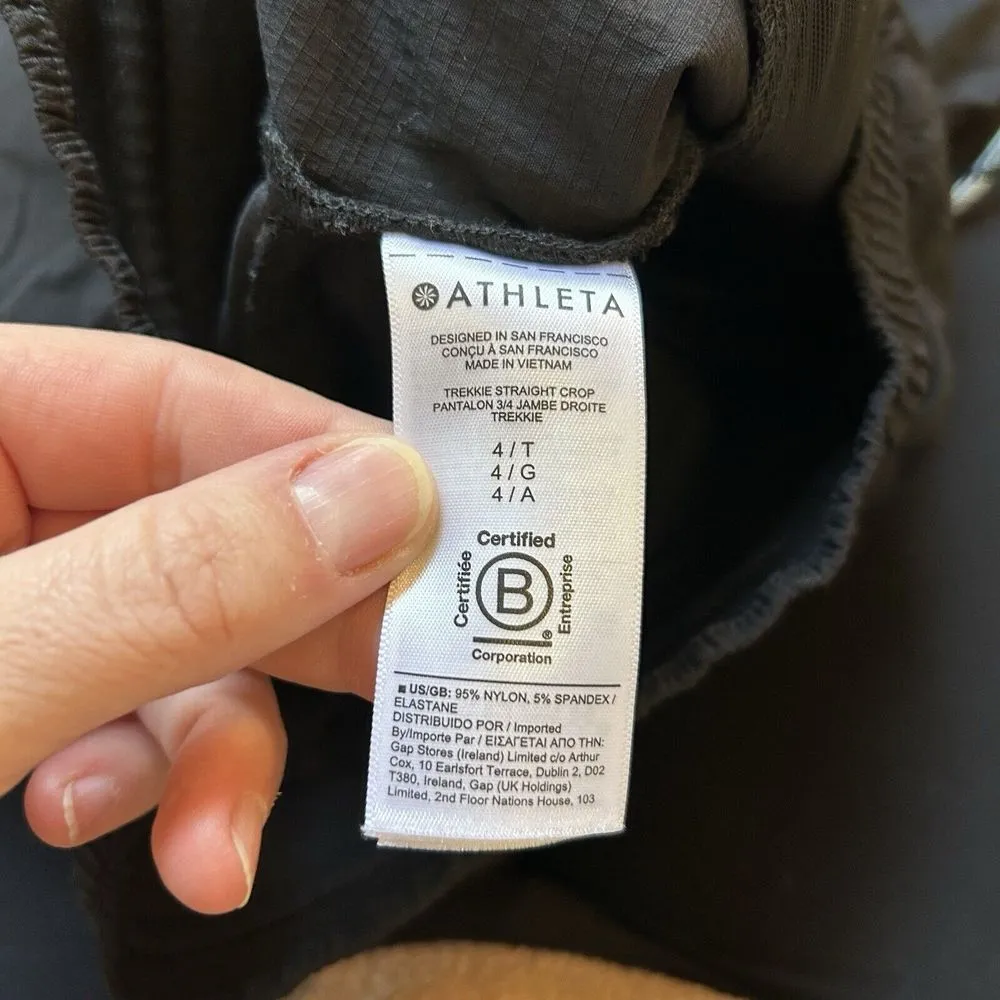 ATHLETA
DESIGNED IN SAN FRANCISCO
CONÇU À SAN FRANCISCO
MADE IN VIETNAM
TREKKIE STRAIGHT CROP
PANTALON 3/4 JAMBE DROITE
TREKKIE
4 / T
4 / G
4 / A
Certified
Certifiée
B
Entreprise
®
Corporation
US/GB: 95% NYLON, 5% SPANDEX /
ELASTANE
DISTRIBUIDO POR / Imported
By/Importe Par / ΕΙΣΑΓΕΤΑΙ ΑΠΟ ΤΗΝ:
Gap Stores (Ireland) Limited c/o Arthur
Cox, 10 Earlsfort Terrace, Dublin 2, D02
T380, Ireland, Gap (UK Holdings)
Limited, 2nd Floor Nations House, 103